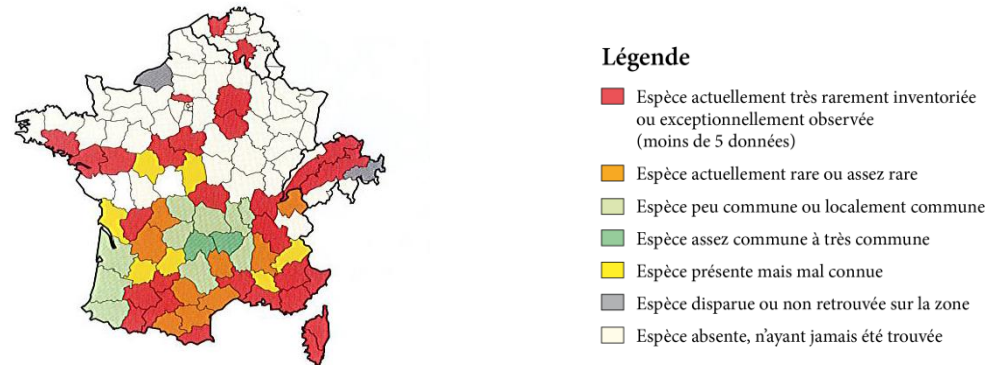 Légende
Espèce actuellement très rarement inventoriée
ou exceptionnellement observée
(moins de 5 données)
Espèce actuellement rare ou assez rare
Espèce peu commune ou localement commune
Espèce assez commune à très commune
Espèce présente mais mal connue
Espèce disparue ou non retrouvée sur la zone
Espèce absente, n'ayant jamais été trouvée